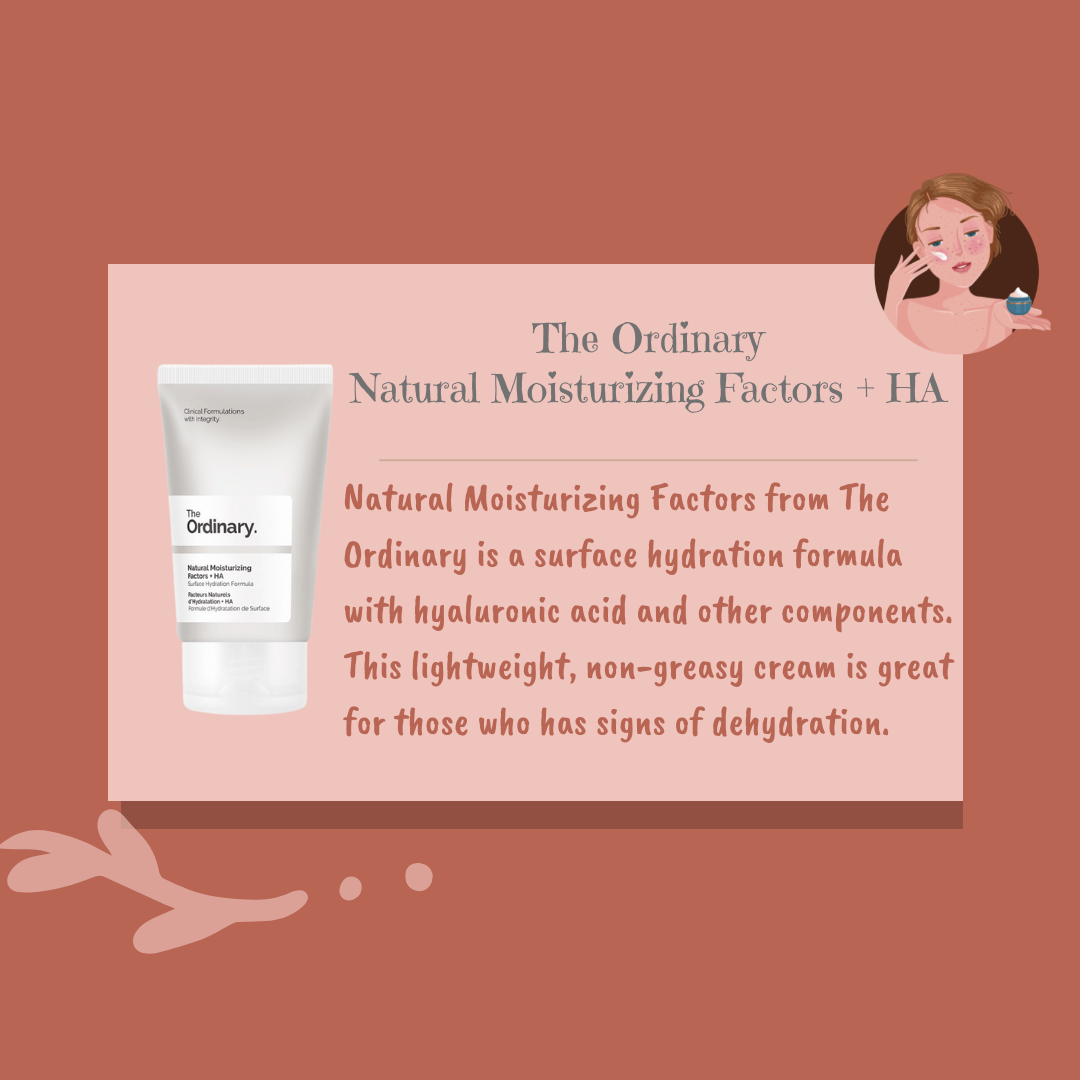 The Ordinary
Natural Moisturizing Factors + HA
Clinical Formulations
with Integrity.
The
Ordinary.
Natural Moisturizing
Factors + HA
Surface Hydration Formula
Facteurs Naturels
d'Hydratation + HA
Formule d'Hydratation de Surface
Natural Moisturizing Factors from The
Ordinary is a surface hydration formula
with hyaluronic acid and other components.
This lightweight, non-greasy cream is great
for those who has signs of dehydration.